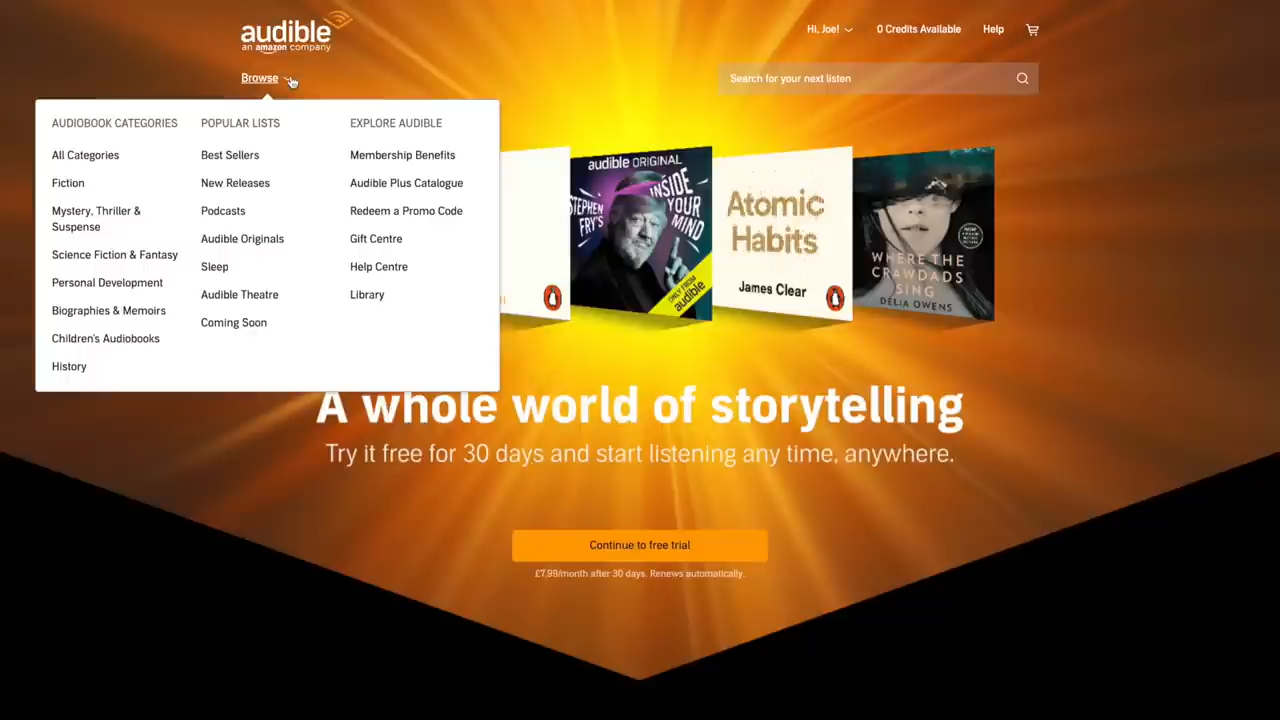 audible
an amazon company
Hi, Joe!
0 Credits Available
Help
Browse
Search for your next listen
AUDIOBOOK CATEGORIES
All Categories
Fiction
Mystery, Thriller &
Suspense
Science Fiction & Fantasy
Personal Development
Biographies & Memoirs
Children's Audiobooks
History
POPULAR LISTS
Best Sellers
New Releases
Podcasts
Audible Originals
Sleep
Audible Theatre
Coming Soon
EXPLORE AUDIBLE
Membership Benefits
Audible Plus Catalogue
Redeem a Promo Code
Gift Centre
Help Centre
Library
audible ORIGINAL
STEPHEN
FRY'S
INSIDE
YOUR
MIND
ONLY FROM
audible
Atomic
Habits
James Clear
WHERE THE
CRAWDADS
SING
DELIA OWENS
A whole world of storytelling
Try it free for 30 days and start listening any time, anywhere.
Continue to free trial
£7.99/month after 30 days. Renews automatically.